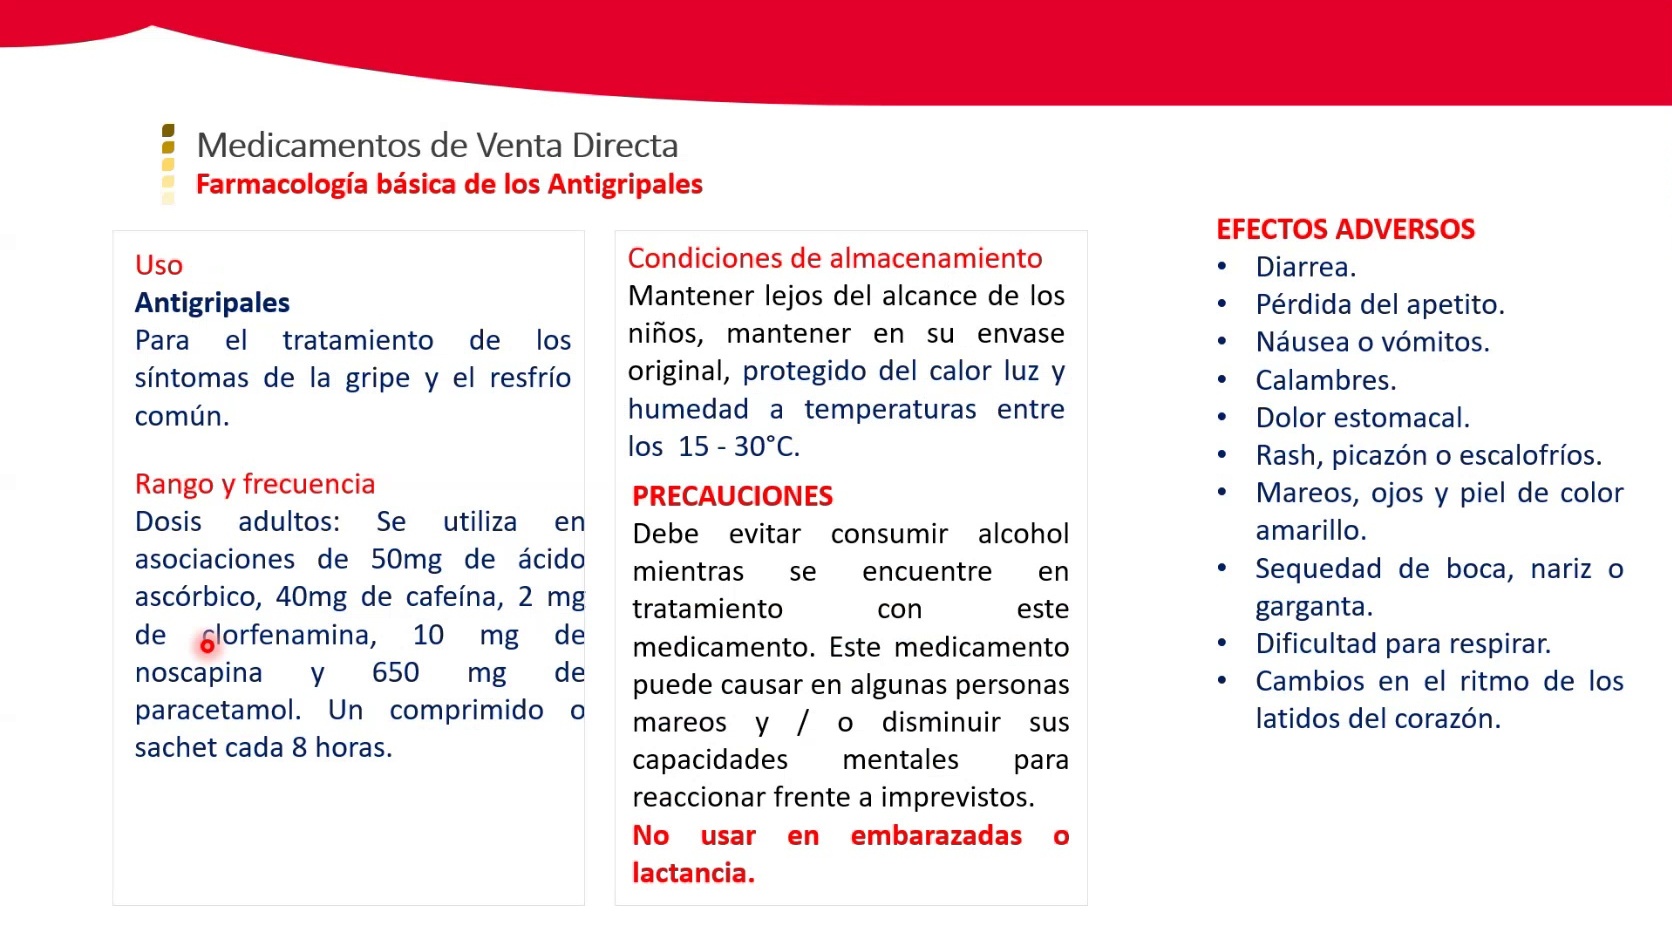 Medicamentos de Venta Directa
Farmacología básica de los Antigripales
Uso
Antigripales
Para el tratamiento de los
síntomas de la gripe y el resfrío
común.
Rango y frecuencia
Dosis adultos: Se utiliza en
asociaciones de 50mg de ácido
ascórbico, 40mg de cafeína, 2 mg
de clorfenamina, 10 mg de
noscapina y 650 mg de
paracetamol. Un comprimido o
sachet cada 8 horas.
Condiciones de almacenamiento
Mantener lejos del alcance de los
niños, mantener en su envase
original, protegido del calor luz y
humedad a temperaturas entre
los 15 - 30°C.
PRECAUCIONES
Debe evitar consumir alcohol
mientras se encuentre en
tratamiento con este
medicamento. Este medicamento
puede causar en algunas personas
mareos y / o disminuir sus
capacidades mentales para
reaccionar frente a imprevistos.
No usar en embarazadas o
lactancia.
EFECTOS ADVERSOS
• Diarrea.
• Pérdida del apetito.
• Náusea o vómitos.
• Calambres.
• Dolor estomacal.
• Rash, picazón o escalofríos.
• Mareos, ojos y piel de color
amarillo.
• Sequedad de boca, nariz o
garganta.
• Dificultad para respirar.
• Cambios en el ritmo de los
latidos del corazón.